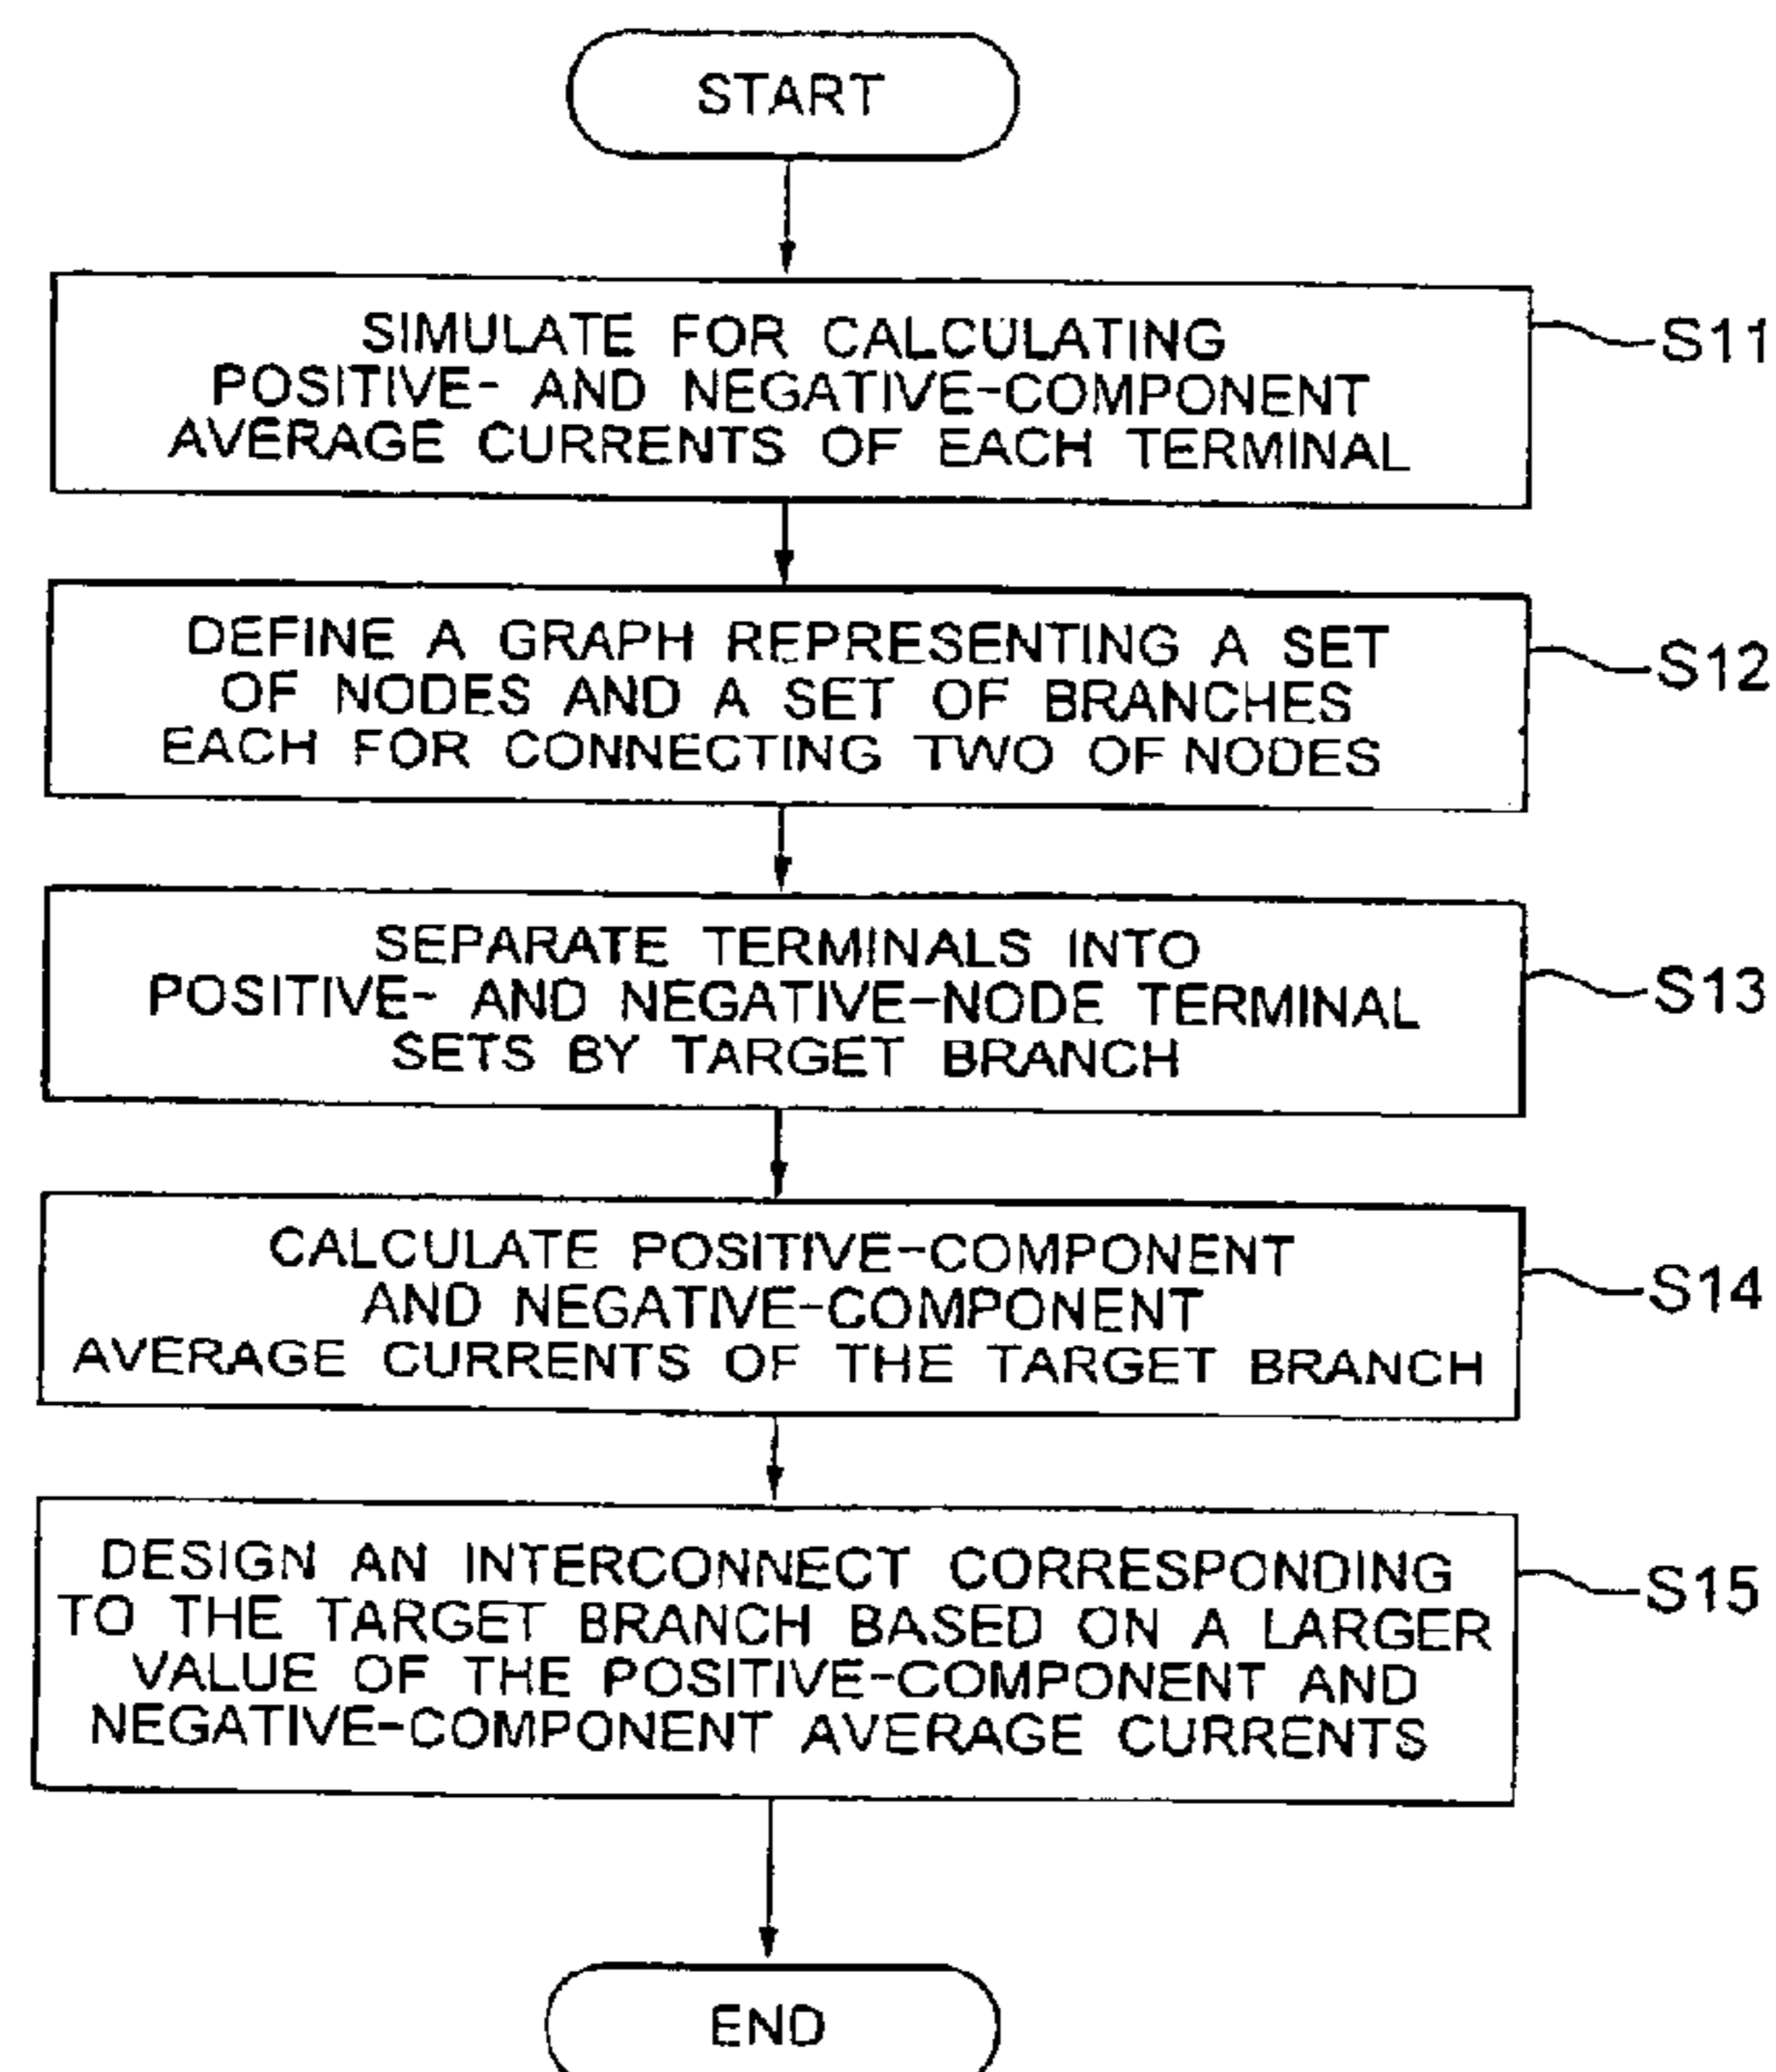 START
SIMULATE FOR CALCULATING
POSITIVE- AND NEGATIVE-COMPONENT
AVERAGE CURRENTS OF EACH TERMINAL
S11
DEFINE A GRAPH REPRESENTING A SET
OF NODES AND A SET OF BRANCHES
EACH FOR CONNECTING TWO OF NODES
S12
SEPARATE TERMINALS INTO
POSITIVE- AND NEGATIVE-NODE TERMINAL
SETS BY TARGET BRANCH
S13
CALCULATE POSITIVE-COMPONENT
AND NEGATIVE-COMPONENT
AVERAGE CURRENTS OF THE TARGET BRANCH
S14
DESIGN AN INTERCONNECT CORRESPONDING
TO THE TARGET BRANCH BASED ON A LARGER
VALUE OF THE POSITIVE-COMPONENT AND
NEGATIVE-COMPONENT AVERAGE CURRENTS
S15
END